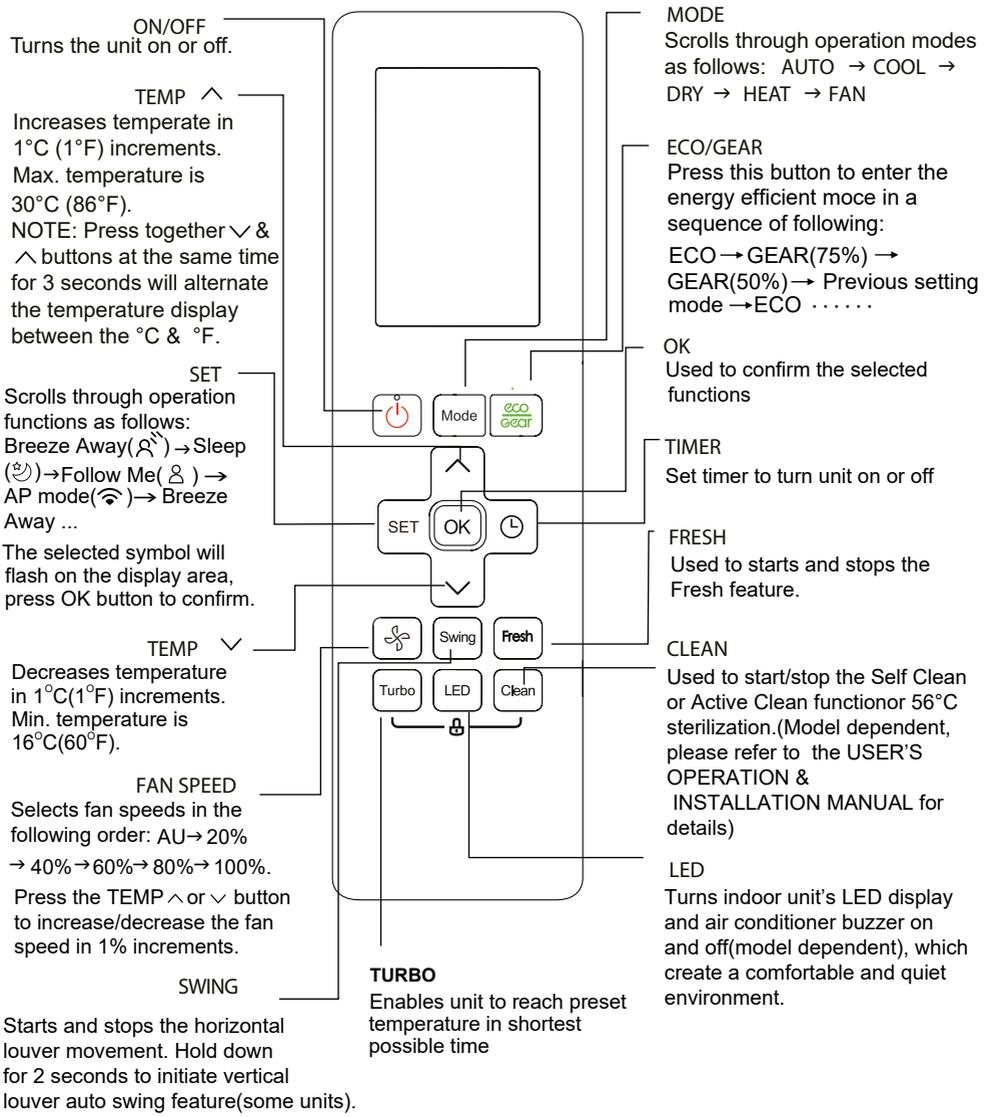 ON/OFF
Turns the unit on or off.
TEMP ∧
Increases temperate in
1°C (1°F) increments.
Max. temperature is
30°C (86°F).
NOTE: Press together ∨ &
∧ buttons at the same time
for 3 seconds will alternate
the temperature display
between the °C & °F.
SET
Scrolls through operation
functions as follows:
Breeze Away( ) → Sleep
( )→Follow Me( ) →
AP mode( )→ Breeze
Away ...
The selected symbol will
flash on the display area,
press OK button to confirm.
TEMP ∨
Decreases temperature
in 1°C(1°F) increments.
Min. temperature is
16°C(60°F).
FAN SPEED
Selects fan speeds in the
following order: AU→ 20%
→ 40%→60%→ 80%→ 100%.
Press the TEMP ∧ or ∨ button
to increase/decrease the fan
speed in 1% increments.
SWING
Starts and stops the horizontal
louver movement. Hold down
for 2 seconds to initiate vertical
louver auto swing feature(some units).
Mode
eco
Gear
SET
OK
Swing
Fresh
Turbo
LED
Clean
TURBO
Enables unit to reach preset
temperature in shortest
possible time
MODE
Scrolls through operation modes
as follows: AUTO → COOL →
DRY → HEAT → FAN
ECO/GEAR
Press this button to enter the
energy efficient moce in a
sequence of following:
ECO → GEAR(75%) →
GEAR(50%) → Previous setting
mode → ECO · · · · · ·
OK
Used to confirm the selected
functions
TIMER
Set timer to turn unit on or off
FRESH
Used to starts and stops the
Fresh feature.
CLEAN
Used to start/stop the Self Clean
or Active Clean functionor 56°C
sterilization.(Model dependent,
please refer to the USER'S
OPERATION &
INSTALLATION MANUAL for
details)
LED
Turns indoor unit's LED display
and air conditioner buzzer on
and off(model dependent), which
create a comfortable and quiet
environment.